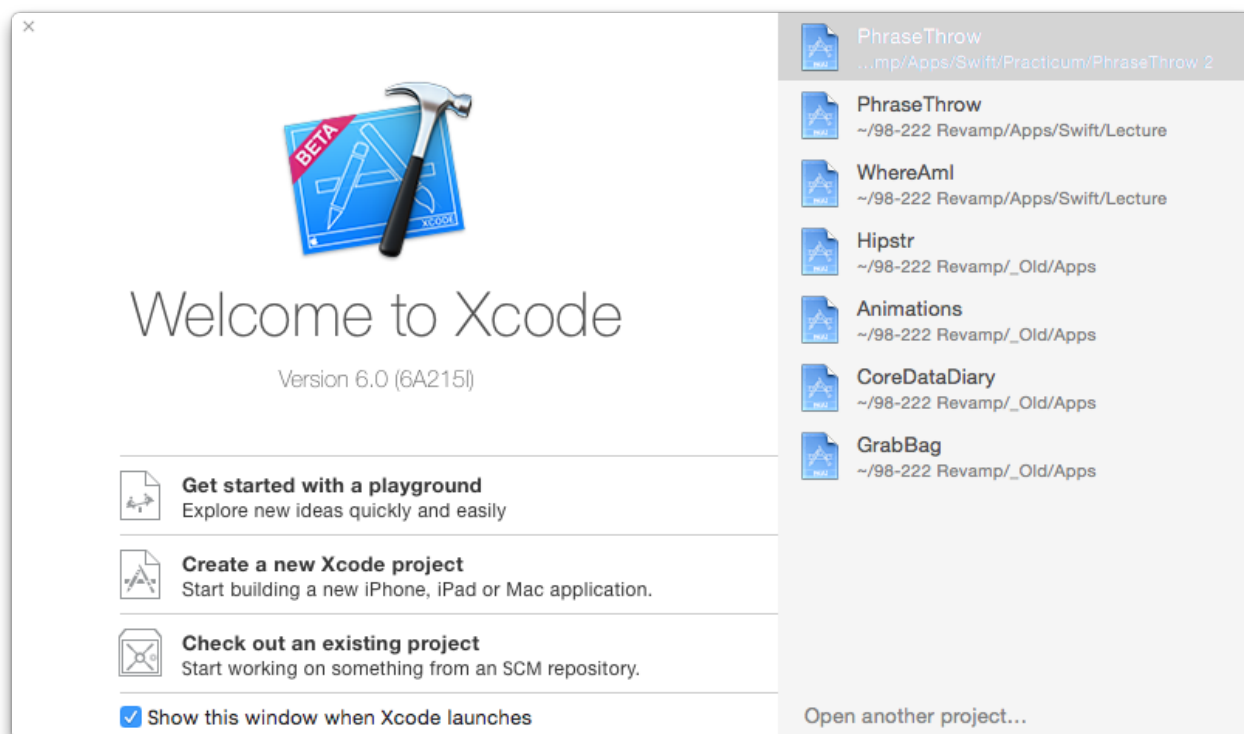 BETA
XCODE
Welcome to Xcode
Version 6.0 (6A215l)
Get started with a playground
Explore new ideas quickly and easily
Create a new Xcode project
Start building a new iPhone, iPad or Mac application.
Check out an existing project
Start working on something from an SCM repository.
Show this window when Xcode launches
PhraseThrow
...mp/Apps/Swift/Practicum/PhraseThrow 2
PhraseThrow
~/98-222 Revamp/Apps/Swift/Lecture
WhereAmI
~/98-222 Revamp/Apps/Swift/Lecture
Hipstr
~/98-222 Revamp/_Old/Apps
Animations
~/98-222 Revamp/_Old/Apps
CoreDataDiary
~/98-222 Revamp/_Old/Apps
GrabBag
~/98-222 Revamp/_Old/Apps
Open another project...